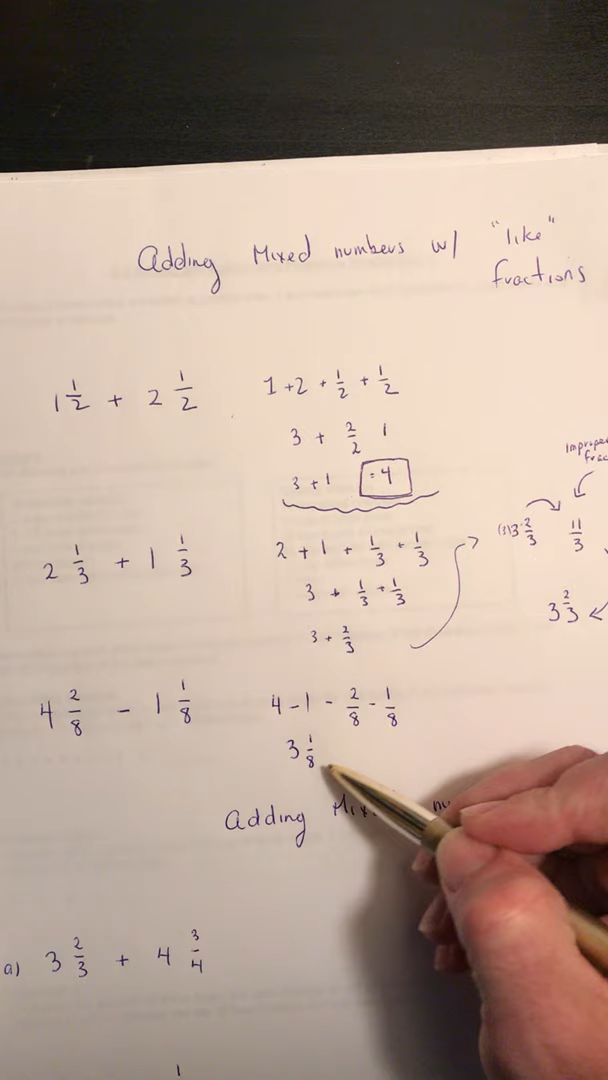 Adding Mixed numbers w/ "like"
fractions
1 1/2 + 2 1/2
1 + 2 + 1/2 + 1/2
3 + 2/2 1
3 + 1 = 4
2 1/3 + 1 1/3
2 + 1 + 1/3 + 1/3
3 + 1/3 + 1/3
3 + 2/3
(3)3 2/3
11/3
3 2/3
4 2/8 - 1 1/8
4 - 1 - 2/8 - 1/8
3 1/8
Adding
a) 3 2/3 + 4 3/4
1